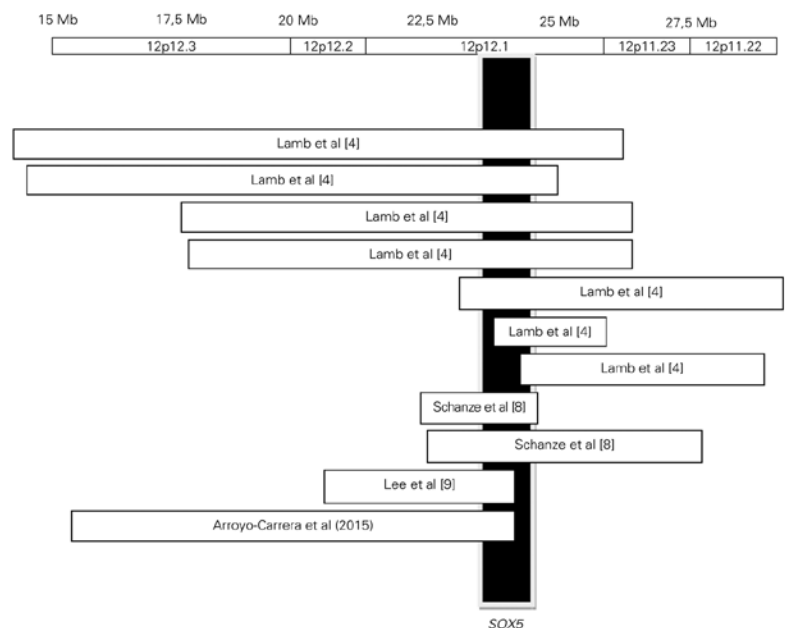 15 Mb 17,5 Mb 20 Mb 22,5 Mb 25 Mb 27,5 Mb
12p12.3 12p12.2 12p12.1 12p11.23 12p11.22
Lamb et al [4]
Lamb et al [4]
Lamb et al [4]
Lamb et al [4]
Lamb et al [4]
Lamb et al [4]
Lamb et al [4]
Schanze et al [8]
Schanze et al [8]
Lee et al [9]
Arroyo-Carrera et al (2015)
SOX5